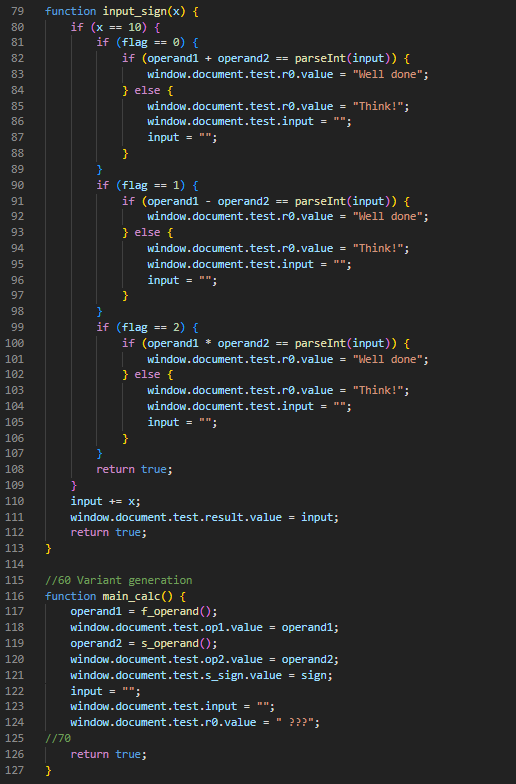 79 function input_sign(x) {
80     if (x == 10) {
81         if (flag == 0) {
82             if (operand1 + operand2 == parseInt(input)) {
83                 window.document.test.r0.value = "Well done";
84             } else {
85                 window.document.test.r0.value = "Think!";
86                 window.document.test.input = "";
87                 input = "";
88             }
89         }
90         if (flag == 1) {
91             if (operand1 - operand2 == parseInt(input)) {
92                 window.document.test.r0.value = "Well done";
93             } else {
94                 window.document.test.r0.value = "Think!";
95                 window.document.test.input = "";
96                 input = "";
97             }
98         }
99         if (flag == 2) {
100             if (operand1 * operand2 == parseInt(input)) {
101                 window.document.test.r0.value = "Well done";
102             } else {
103                 window.document.test.r0.value = "Think!";
104                 window.document.test.input = "";
105                 input = "";
106             }
107         }
108         return true;
109     }
110     input += x;
111     window.document.test.result.value = input;
112     return true;
113 }
114
115 //60 Variant generation
116 function main_calc() {
117     operand1 = f_operand();
118     window.document.test.op1.value = operand1;
119     operand2 = s_operand();
120     window.document.test.op2.value = operand2;
121     window.document.test.s_sign.value = sign;
122     input = "";
123     window.document.test.input = "";
124     window.document.test.r0.value = " ???";
125 //70
126     return true;
127 }